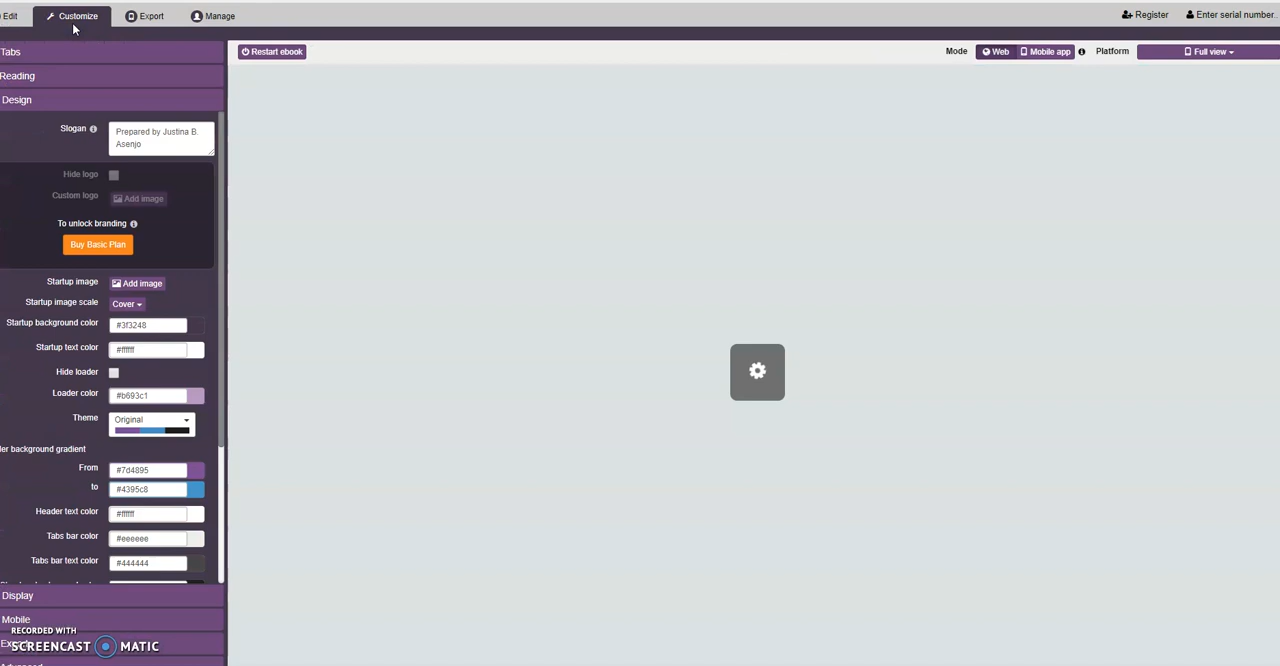 Edit Customize Export Manage Register Enter serial number..
Tabs
Restart ebook Mode Web Mobile app Platform Full view
Reading
Design
Slogan Prepared by Justina B.
Asenjo
Hide logo
Custom logo Add image
To unlock branding
Buy Basic Plan
Startup image Add image
Startup image scale Cover
Startup background color #3f3248
Startup text color #ffffff
Hide loader
Loader color #b693c1
Theme Original
der background gradient
From #7d4895
to #4395c8
Header text color #ffffff
Tabs bar color #eeeeee
Tabs bar text color #444444
Display
Mobile
RECORDED WITH
SCREENCAST MATIC